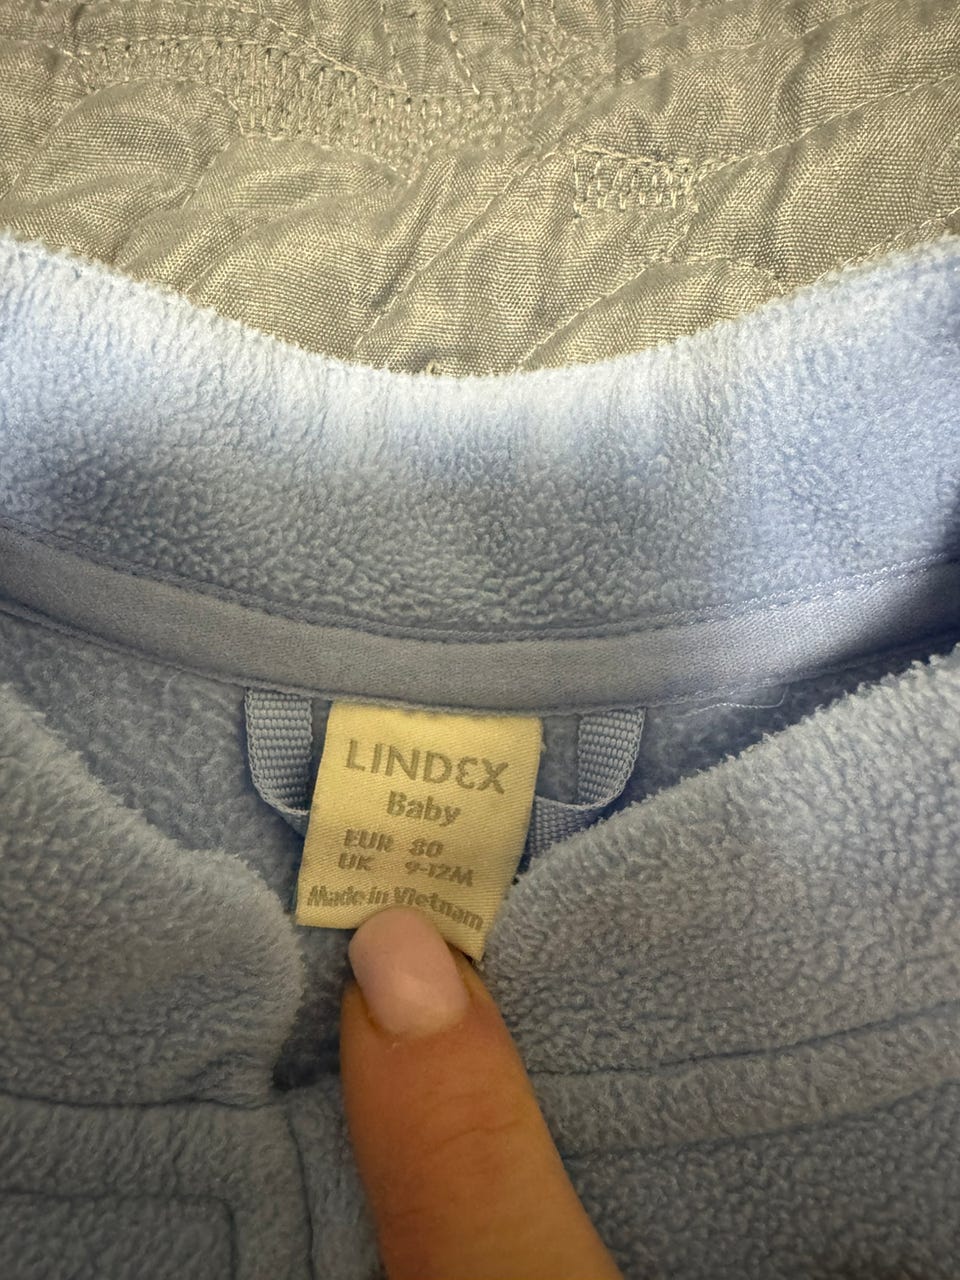 LINDEX
Baby
EUR 80
UK 9-12M
Made in Vietnam